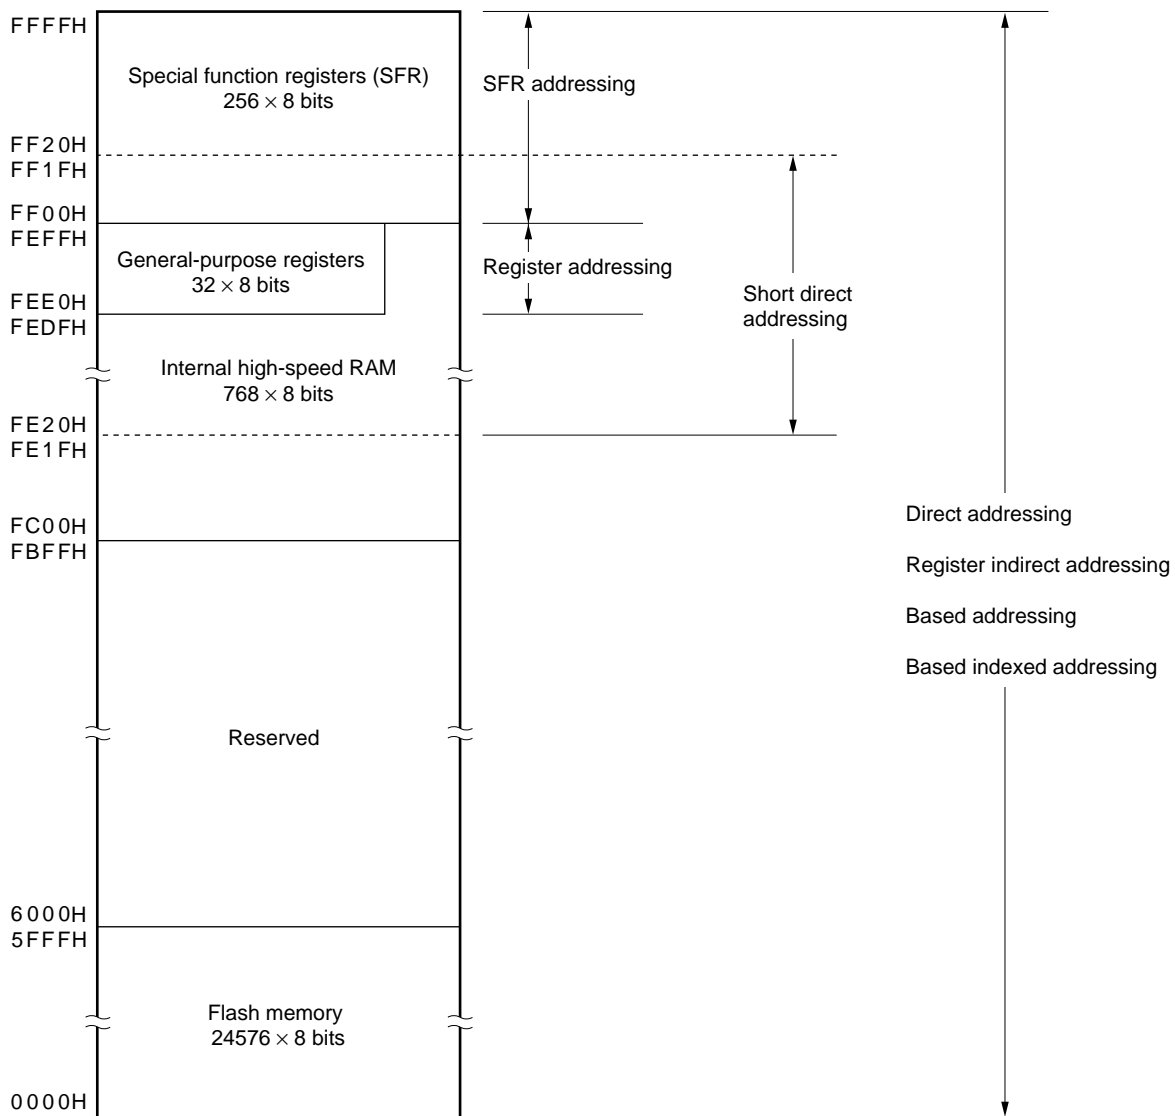 FFFFH
Special function registers (SFR)
256 × 8 bits
SFR addressing
FF20H
FF1FH
FF00H
FEFFH
General-purpose registers
32 × 8 bits
Register addressing
FEE0H
FEDFH
Short direct
addressing
Internal high-speed RAM
768 × 8 bits
FE20H
FE1FH
FC00H
FBFFH
Direct addressing
Register indirect addressing
Based addressing
Based indexed addressing
Reserved
6000H
5FFFH
Flash memory
24576 × 8 bits
0000H